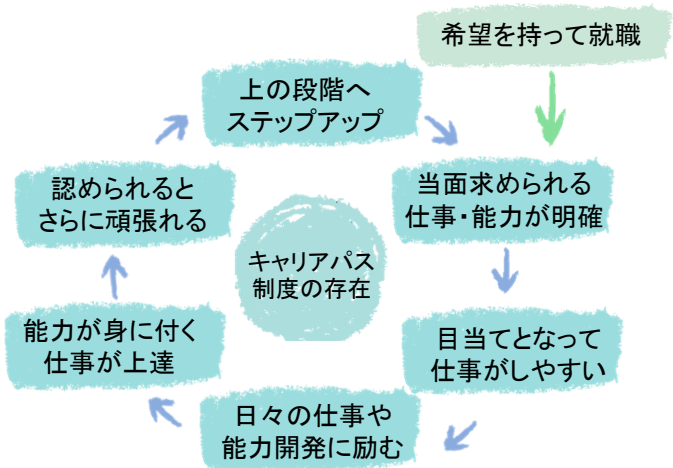 希望を持って就職
上の段階へ
ステップアップ
当面求められる
仕事・能力が明確
目当てとなって
仕事がしやすい
日々の仕事や
能力開発に励む
能力が身に付く
仕事が上達
認められると
さらに頑張れる
キャリアパス
制度の存在